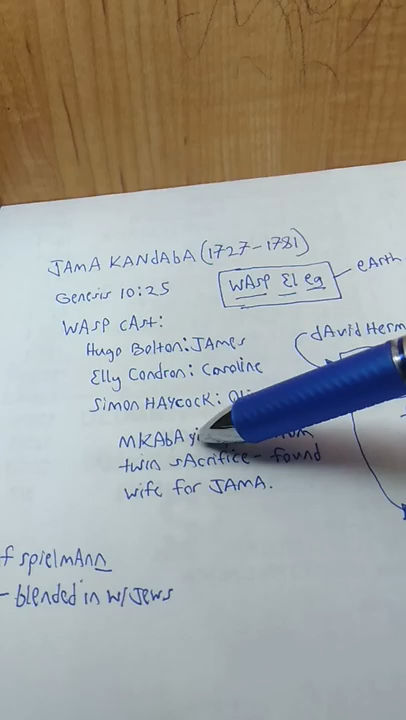 JAMA KANdAbA (1727-1781)
Genesis 10:25
WASP El eg
eArth
WASP CASt:
Hugo Bolton: JAMes
Elly Condron: Caroline
Simon HAYcock:
dAvid Herm
MKAbA
twin sAcrifice - found
wife for JAMA.
f spielmAnn
- blended in w/Jews